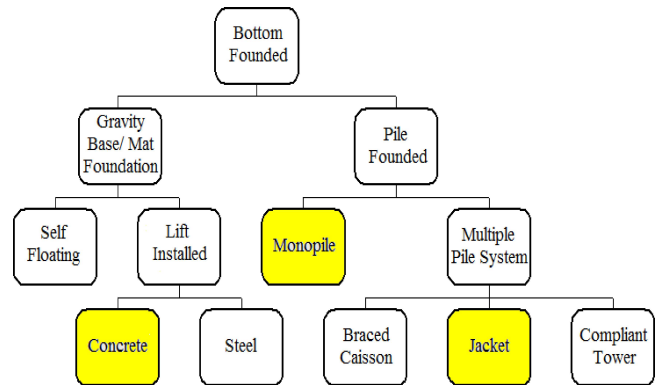 Bottom
Founded
Gravity
Base/ Mat
Foundation
Pile
Founded
Self
Floating
Lift
Installed
Monopile
Multiple
Pile System
Concrete
Steel
Braced
Caisson
Jacket
Compliant
Tower